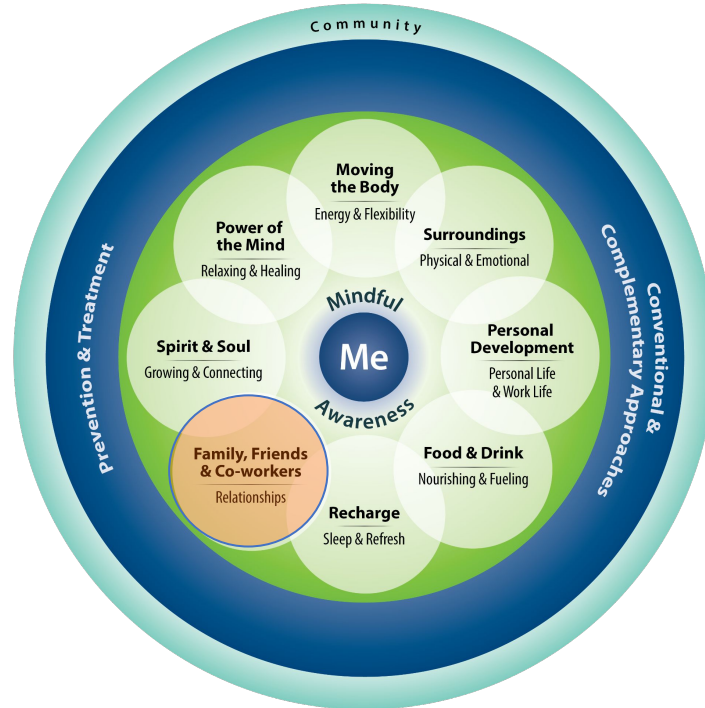 Community
Prevention & Treatment
Conventional &
Complementary Approaches
Moving
the Body
Energy & Flexibility
Surroundings
Physical & Emotional
Personal
Development
Personal Life
& Work Life
Food & Drink
Nourishing & Fueling
Recharge
Sleep & Refresh
Family, Friends
& Co-workers
Relationships
Spirit & Soul
Growing & Connecting
Power of
the Mind
Relaxing & Healing
Mindful
Me
Awareness